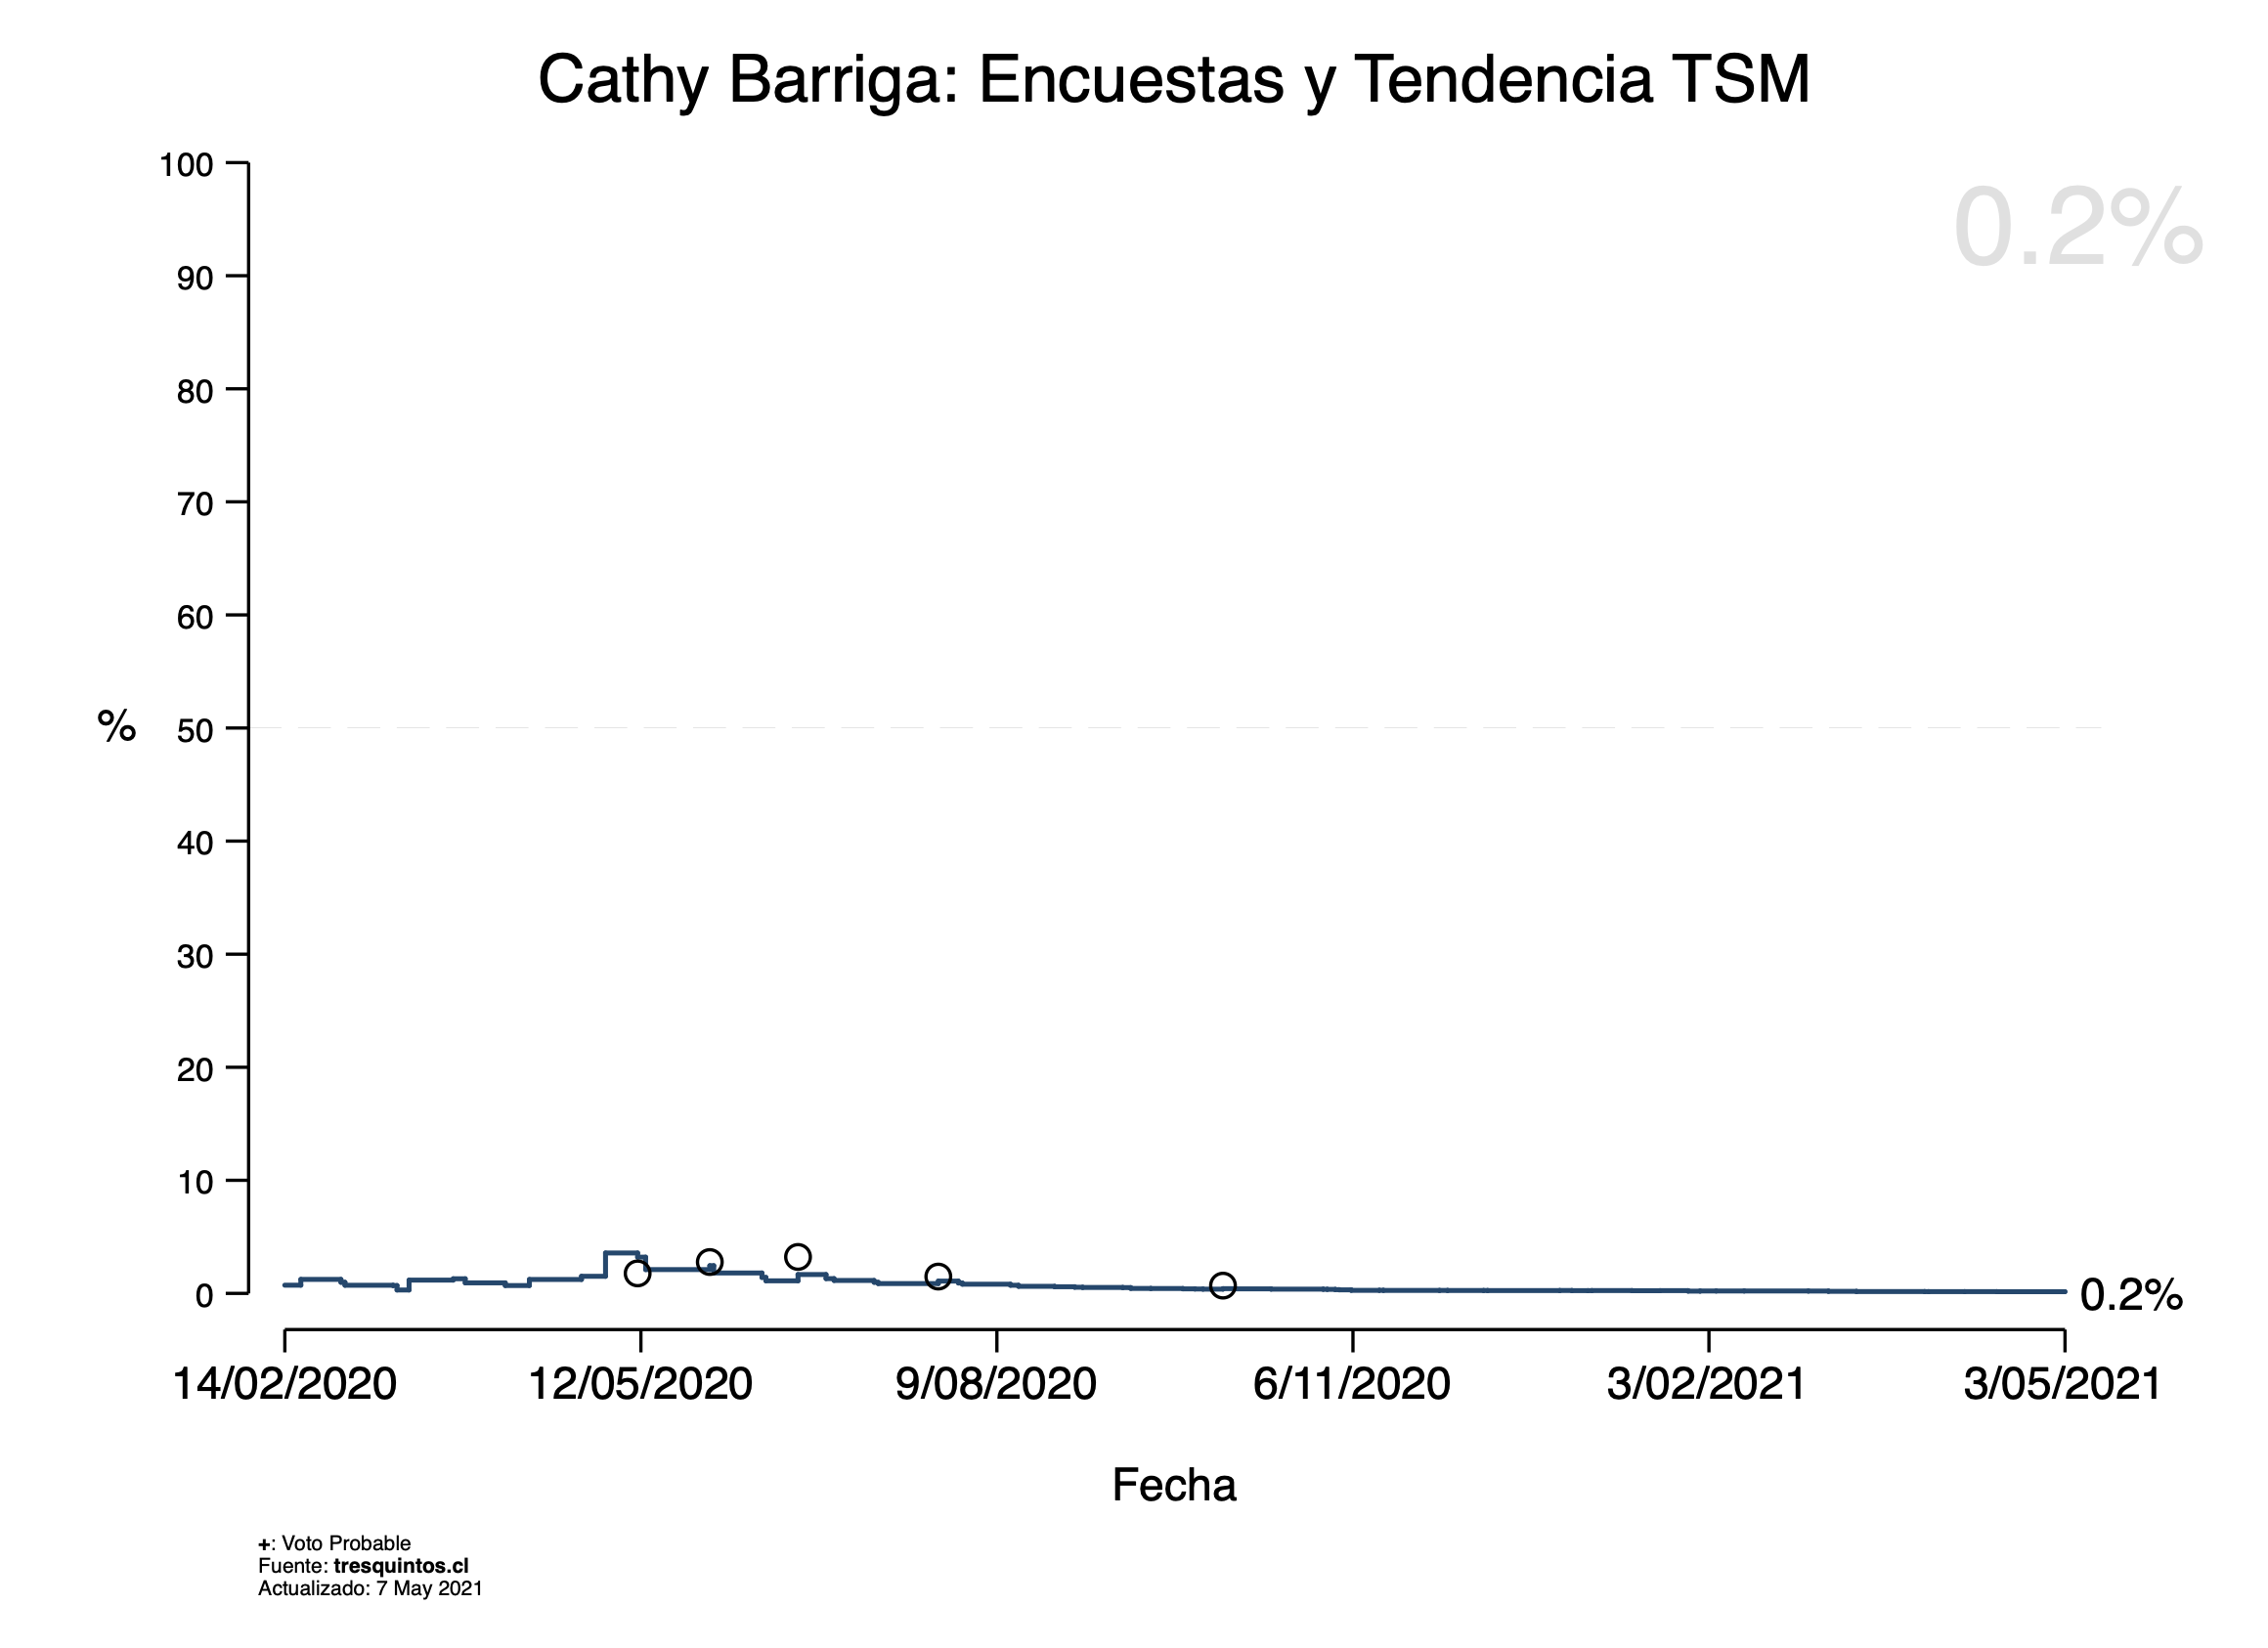 Cathy Barriga: Encuestas y Tendencia TSM
100
0.2%
90
80
70
60
% 50
40
30
20
10
0
0.2%
14/02/2020 12/05/2020 9/08/2020 6/11/2020 3/02/2021 3/05/2021
Fecha
+: Voto Probable
Fuente: tresquintos.cl
Actualizado: 7 May 2021